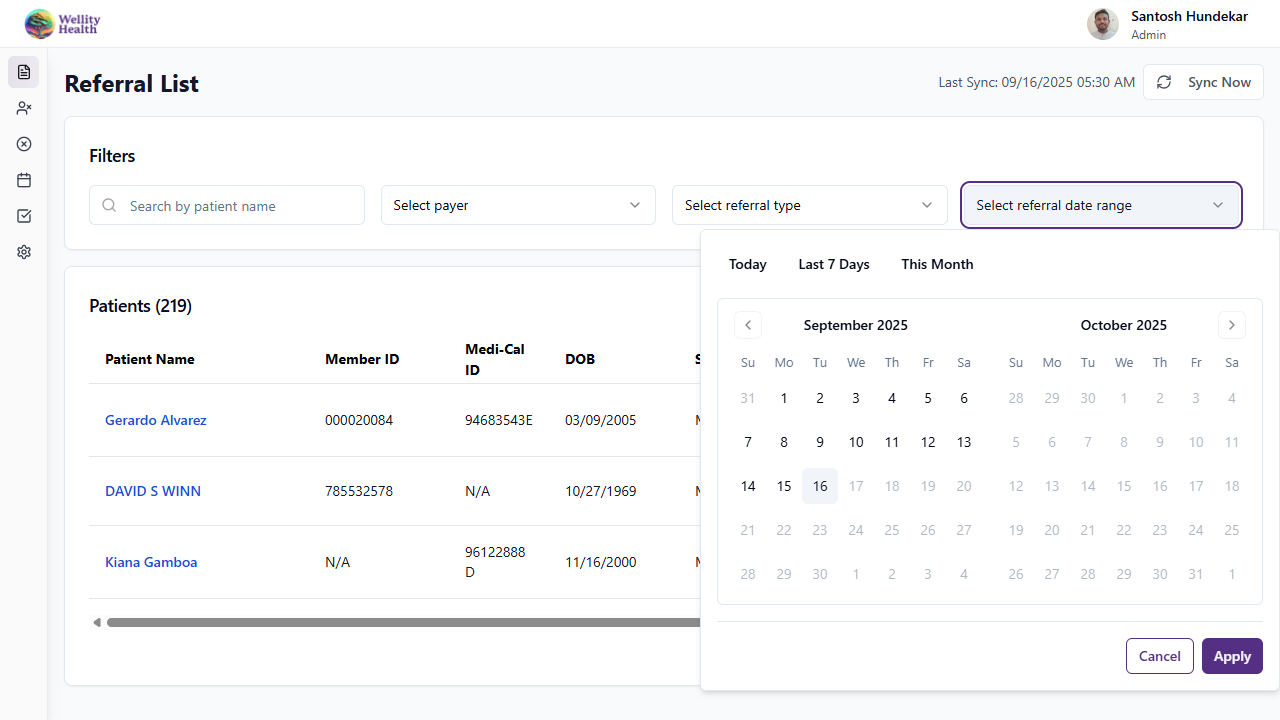 Wellity
Health
Santosh Hundekar
Admin
Referral List
Last Sync: 09/16/2025 05:30 AM
Sync Now
Filters
Search by patient name
Select payer
Select referral type
Select referral date range
Today
Last 7 Days
This Month
Patients (219)
September 2025
October 2025
Su Mo Tu We Th Fr Sa
Su Mo Tu We Th Fr Sa
31 1 2 3 4 5 6
28 29 30 1 2 3 4
7 8 9 10 11 12 13
5 6 7 8 9 10 11
14 15 16 17 18 19 20
12 13 14 15 16 17 18
21 22 23 24 25 26 27
19 20 21 22 23 24 25
28 29 30 1 2 3 4
26 27 28 29 30 31 1
Cancel
Apply
Patient Name
Member ID
Medi-Cal
ID
DOB
Gerardo Alvarez 000020084 94683543E 03/09/2005
DAVID S WINN 785532578 N/A 10/27/1969
Kiana Gamboa N/A 96122888
D
11/16/2000